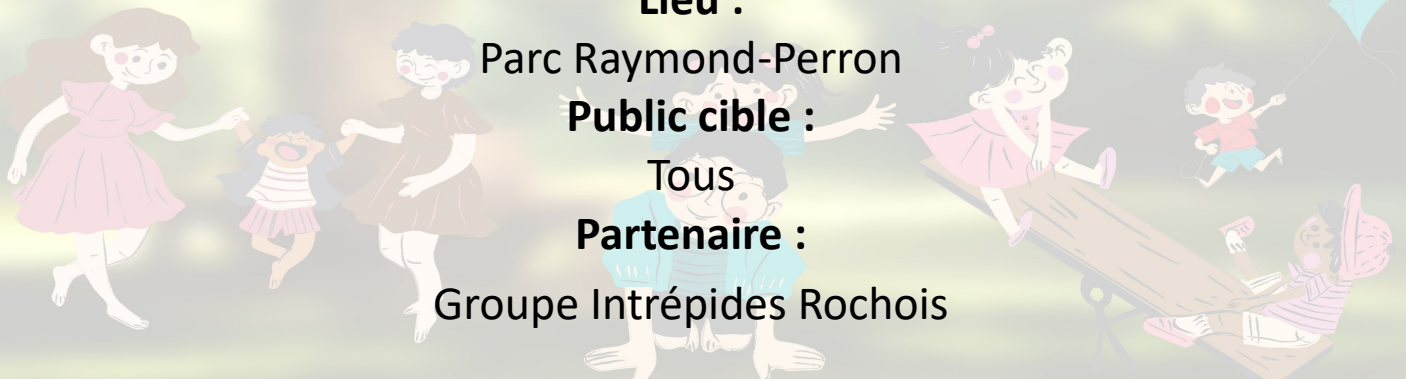 Lieu :
Parc Raymond-Perron
Public cible :
Tous
Partenaire :
Groupe Intrépides Rochois